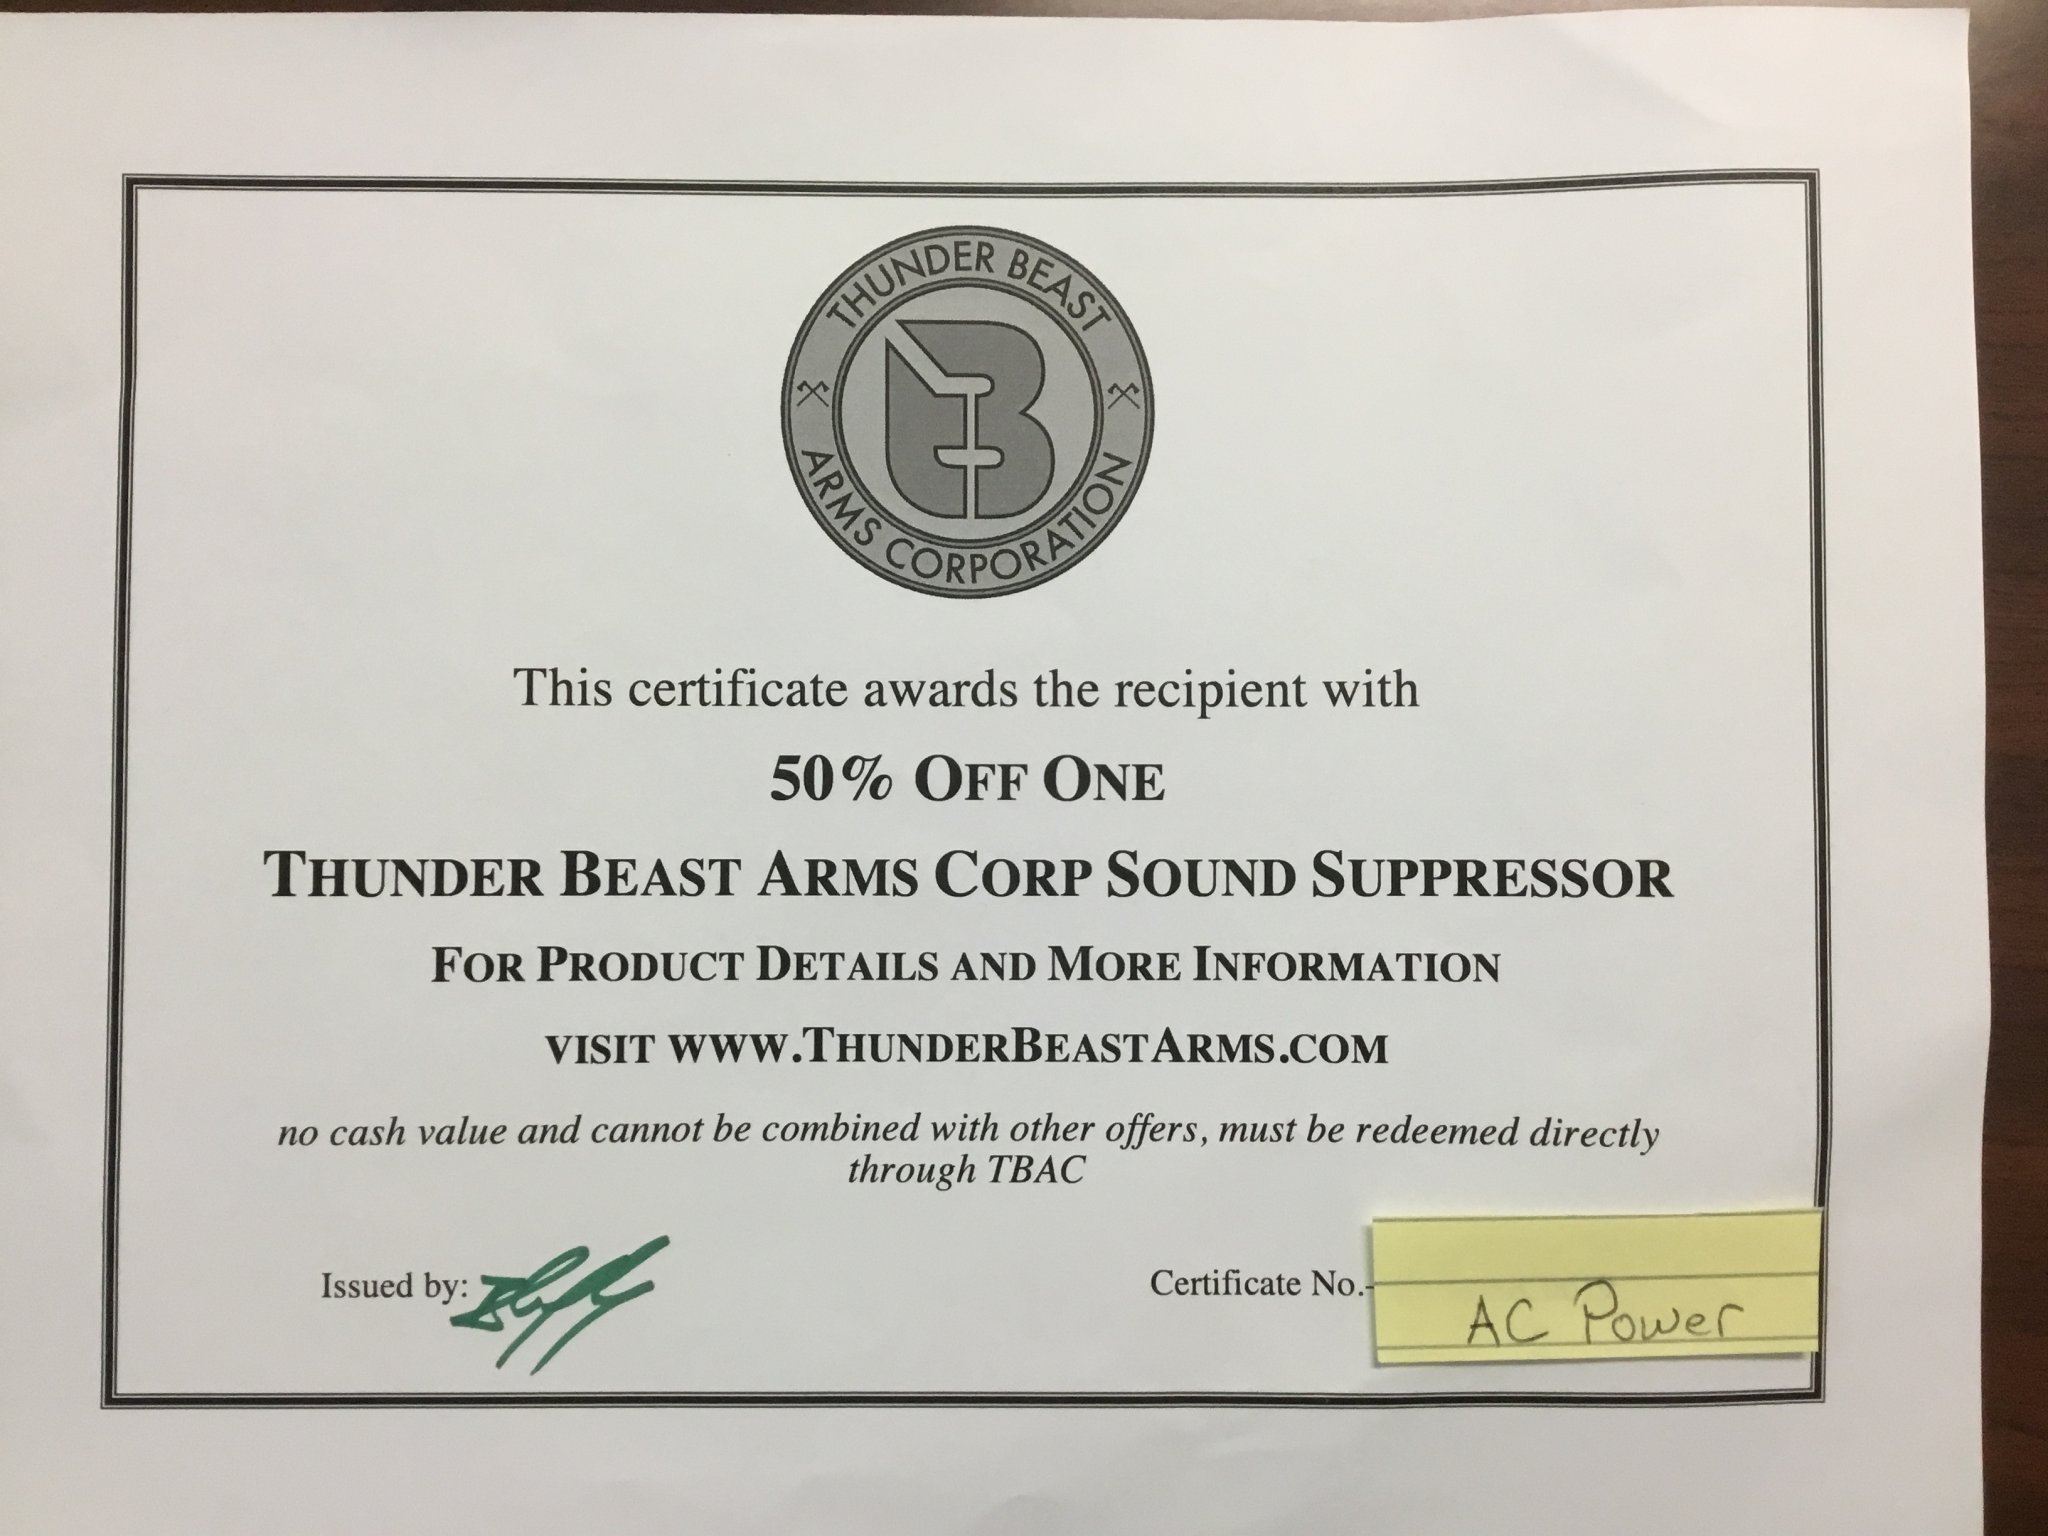 THUNDER BEAST
ARMS CORPORATION
This certificate awards the recipient with
50% OFF ONE
THUNDER BEAST ARMS CORP SOUND SUPPRESSOR
FOR PRODUCT DETAILS AND MORE INFORMATION
VISIT WWW.THUNDERBEASTARMS.COM
no cash value and cannot be combined with other offers, must be redeemed directly
through TBAC
Issued by:
Certificate No.
AC Power